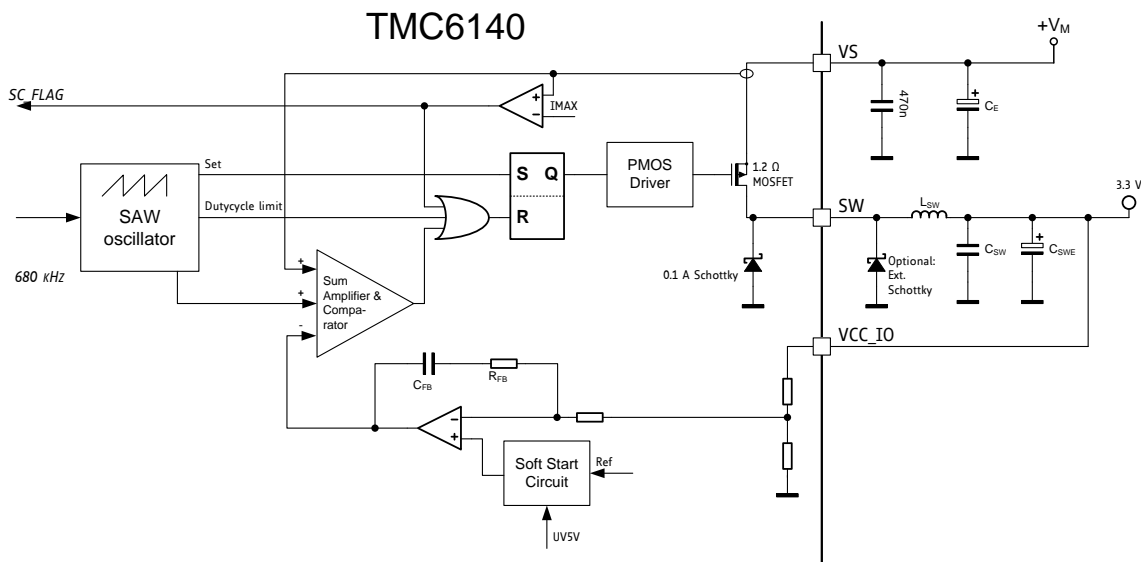 TMC6140
+VM
VS
SC_FLAG
+
−
IMAX
470n
+
CE
Set
S Q
R
PMOS
Driver
1.2 Ω
MOSFET
3.3 V
SAW
oscillator
Dutycycle limit
SW
LSW
680 KHz
+
+
-
Sum
Amplifier &
Compa-
rator
0.1 A Schottky
Optional:
Ext.
Schottky
CSW
+
CSWE
VCC_IO
CFB
RFB
−
+
Soft Start
Circuit
Ref
UV5V